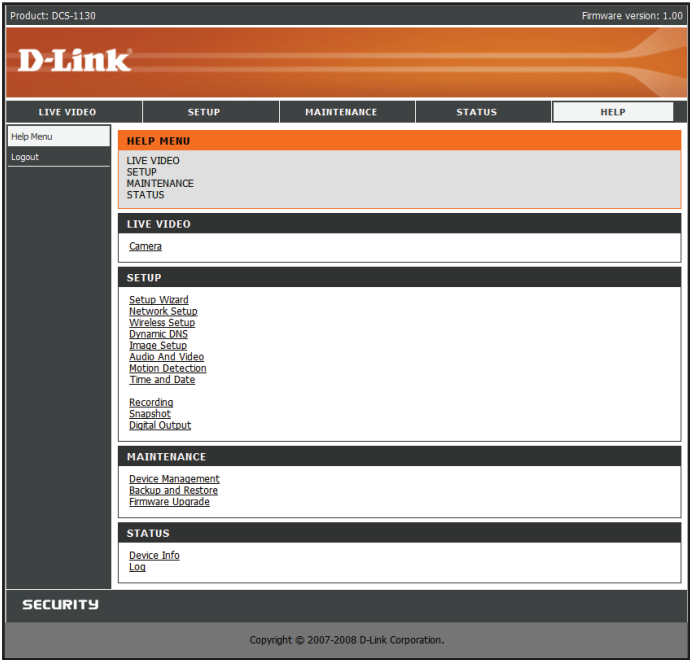 Product: DCS-1130
Firmware version: 1.00
D-Link
LIVE VIDEO
SETUP
MAINTENANCE
STATUS
HELP
Help Menu
Logout
HELP MENU
LIVE VIDEO
SETUP
MAINTENANCE
STATUS
LIVE VIDEO
Camera
SETUP
Setup Wizard
Network Setup
Wireless Setup
Dynamic DNS
Image Setup
Audio And Video
Motion Detection
Time and Date
Recording
Snapshot
Digital Output
MAINTENANCE
Device Management
Backup and Restore
Firmware Upgrade
STATUS
Device Info
Log
SECURITY
Copyright © 2007-2008 D-Link Corporation.